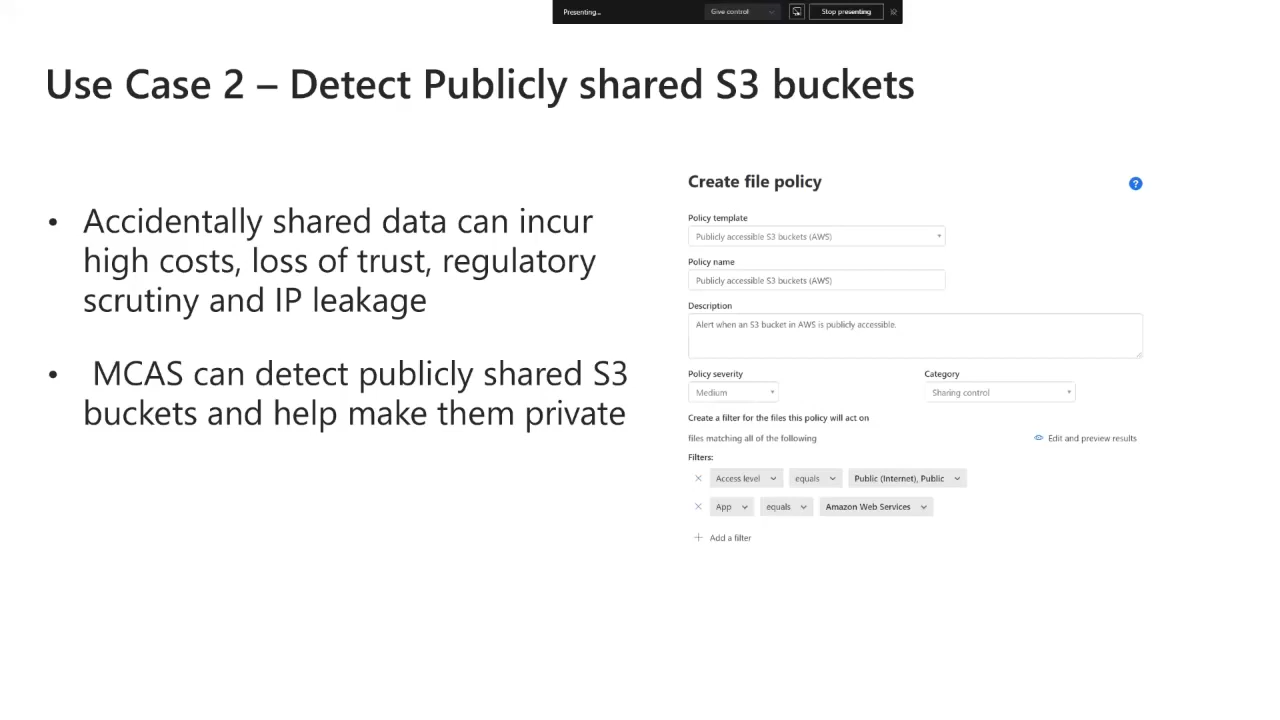 Presenting...
Give control
Stop presenting
Use Case 2 – Detect Publicly shared S3 buckets
• Accidentally shared data can incur
high costs, loss of trust, regulatory
scrutiny and IP leakage
• MCAS can detect publicly shared S3
buckets and help make them private
Create file policy
?
Policy template
Publicly accessible S3 buckets (AWS)
Policy name
Publicly accessible S3 buckets (AWS)
Description
Alert when an S3 bucket in AWS is publicly accessible.
Policy severity
Category
Medium
Sharing control
Create a filter for the files this policy will act on
files matching all of the following
Edit and preview results
Filters:
Access level equals Public (Internet), Public
App equals Amazon Web Services
Add a filter